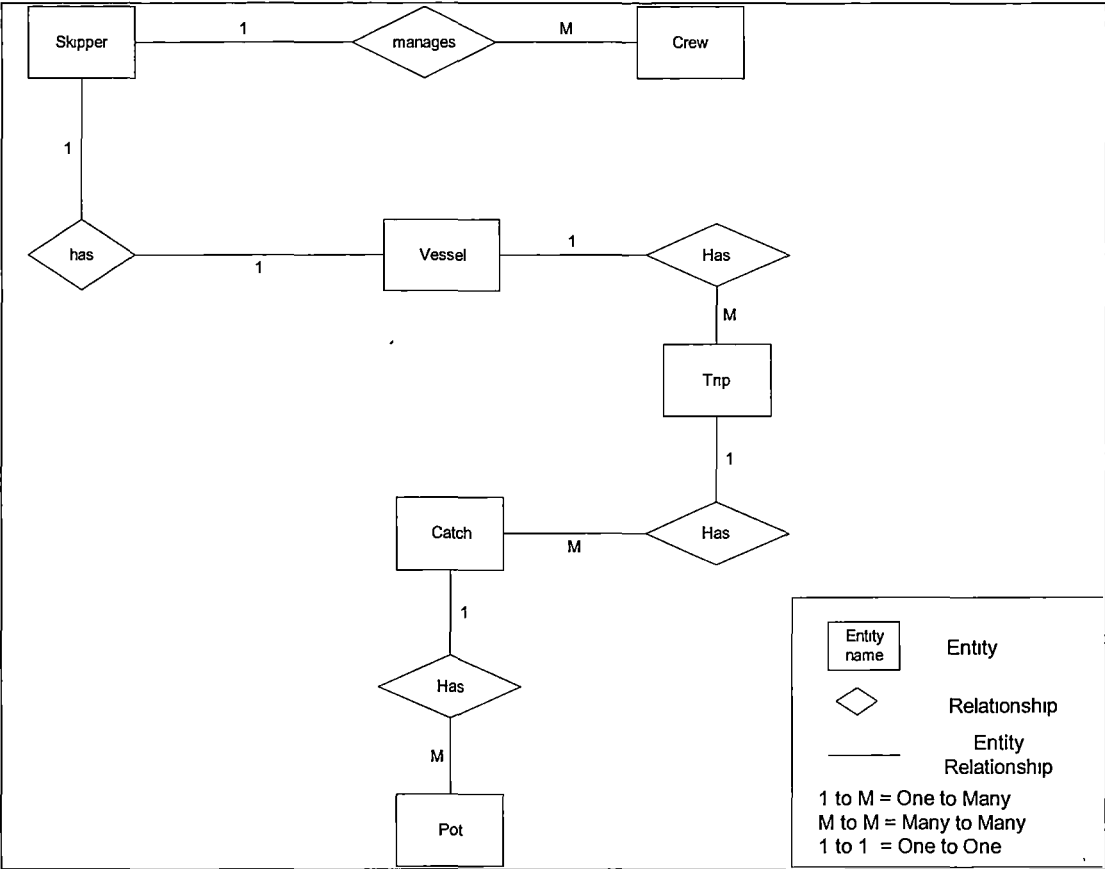 Skipper
1
manages
M
Crew
1
has
1
Vessel
1
Has
M
Trip
1
Has
M
Catch
1
Has
M
Pot
Entity
name
Entity
Relationship
Entity
Relationship
1 to M = One to Many
M to M = Many to Many
1 to 1 = One to One